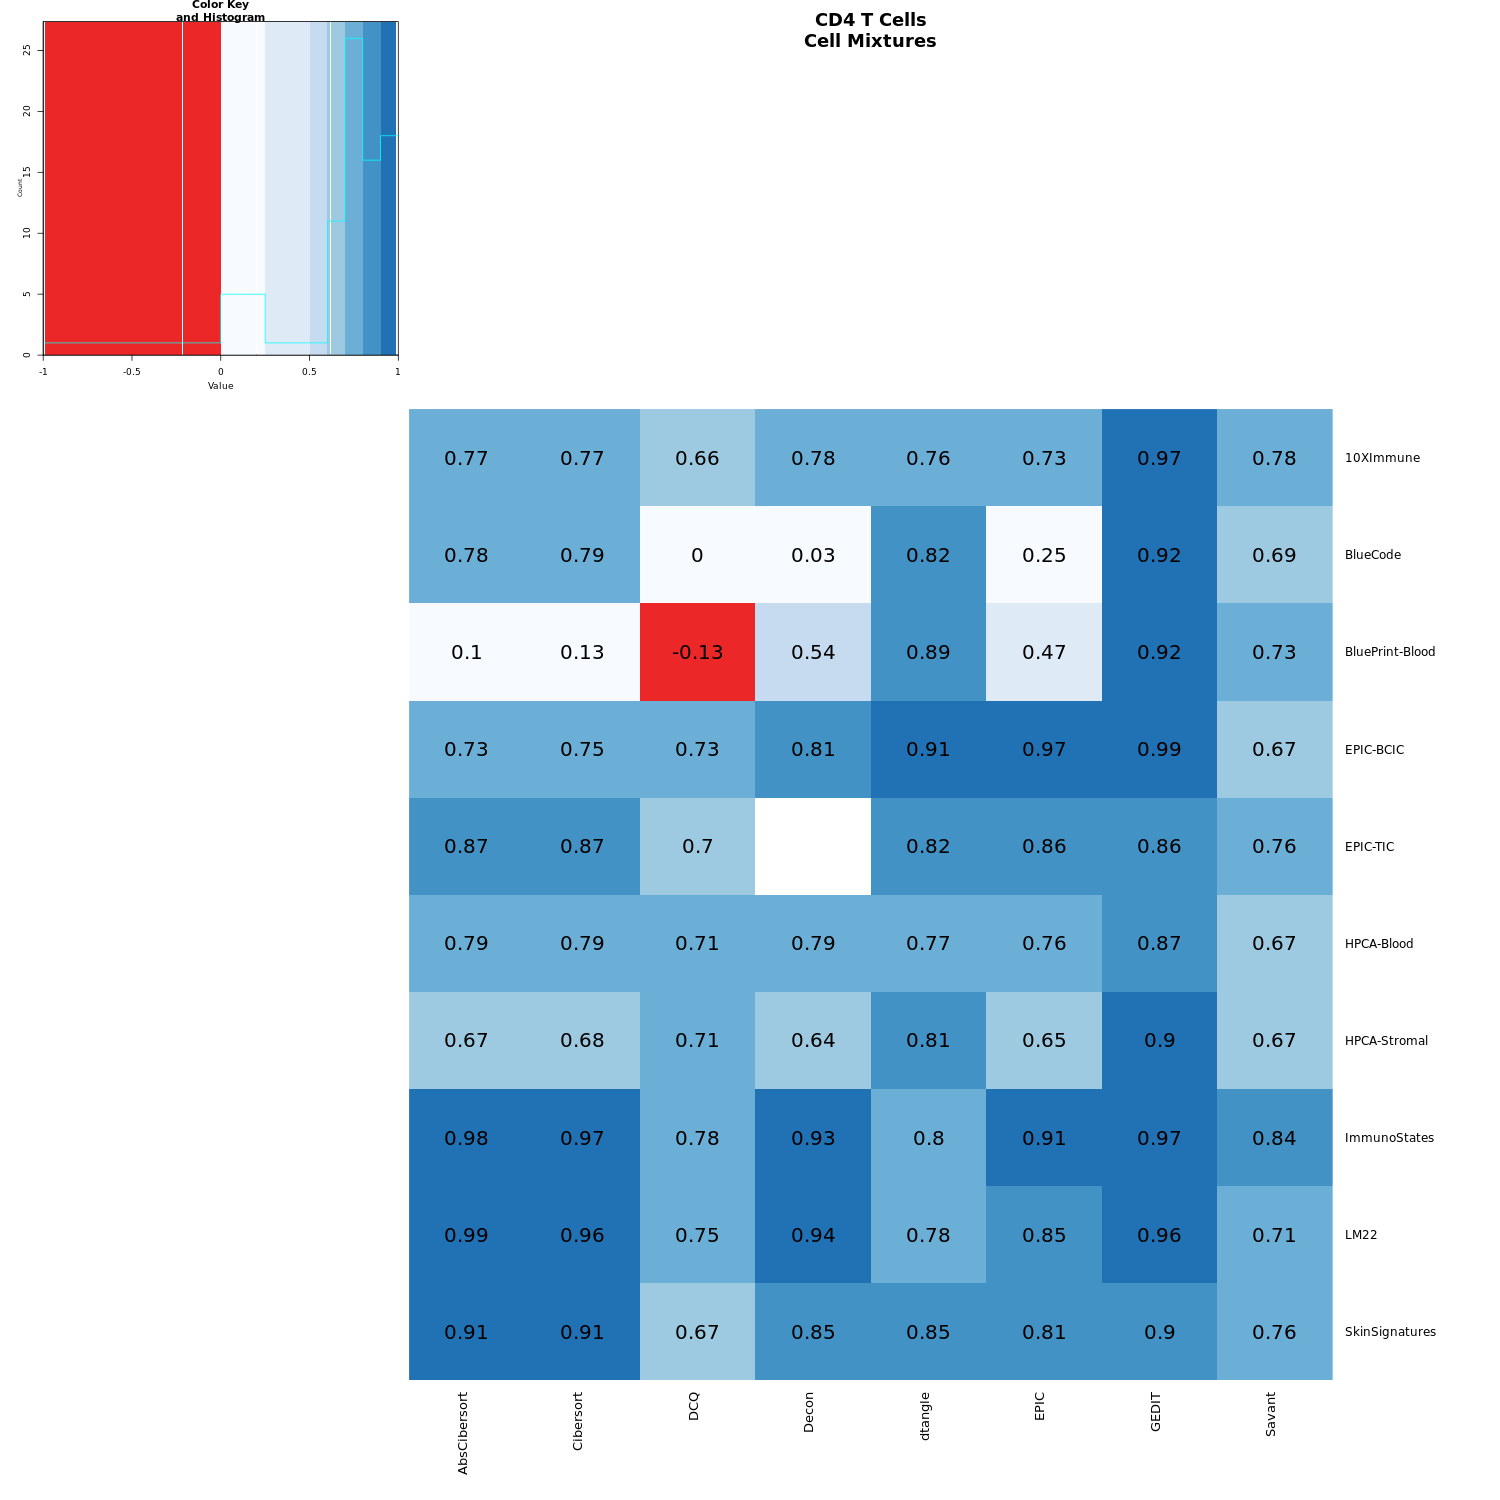 Color Key
and Histogram
CD4 T Cells
Cell Mixtures
25
20
15
10
5
0
Count
-1 -0.5 0 0.5 1
Value
0.77 0.77 0.66 0.78 0.76 0.73 0.97 0.78 10XImmune
0.78 0.79 0 0.03 0.82 0.25 0.92 0.69 BlueCode
0.1 0.13 -0.13 0.54 0.89 0.47 0.92 0.73 BluePrint-Blood
0.73 0.75 0.73 0.81 0.91 0.97 0.99 0.67 EPIC-BCIC
0.87 0.87 0.7 0.82 0.86 0.86 0.76 EPIC-TIC
0.79 0.79 0.71 0.79 0.77 0.76 0.87 0.67 HPCA-Blood
0.67 0.68 0.71 0.64 0.81 0.65 0.9 0.67 HPCA-Stromal
0.98 0.97 0.78 0.93 0.8 0.91 0.97 0.84 ImmunoStates
0.99 0.96 0.75 0.94 0.78 0.85 0.96 0.71 LM22
0.91 0.91 0.67 0.85 0.85 0.81 0.9 0.76 SkinSignatures
AbsCibersort Cibersort DCQ Decon dtangle EPIC GEDIT Savant